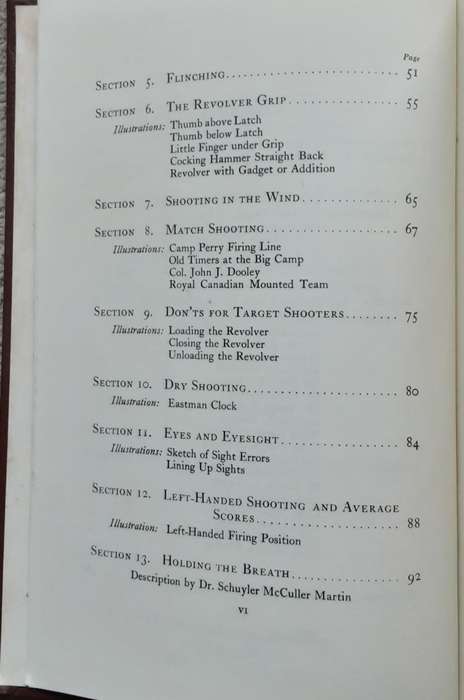 Page
Section 5. Flinching........................ 51
Section 6. The Revolver Grip............... 55
Illustrations: Thumb above Latch
Thumb below Latch
Little Finger under Grip
Cocking Hammer Straight Back
Revolver with Gadget or Addition
Section 7. Shooting in the Wind............. 65
Section 8. Match Shooting................... 67
Illustrations: Camp Perry Firing Line
Old Timers at the Big Camp
Col. John J. Dooley
Royal Canadian Mounted Team
Section 9. Don'ts for Target Shooters........ 75
Illustrations: Loading the Revolver
Closing the Revolver
Unloading the Revolver
Section 10. Dry Shooting..................... 80
Illustration: Eastman Clock
Section 11. Eyes and Eyesight................ 84
Illustrations: Sketch of Sight Errors
Lining Up Sights
Section 12. Left-Handed Shooting and Average
Scores.................... 88
Illustration: Left-Handed Firing Position
Section 13. Holding the Breath............... 92
Description by Dr. Schuyler McCuller Martin
VI